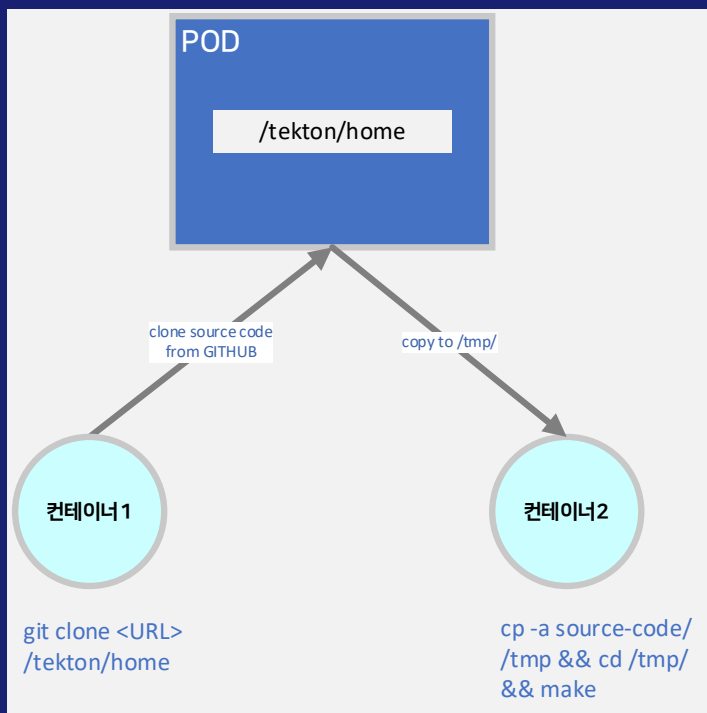 POD
/tekton/home
clone source code
from GITHUB
copy to /tmp/
컨테이너1
컨테이너2
git clone <URL>
/tekton/home
cp -a source-code/
/tmp && cd /tmp/
&& make